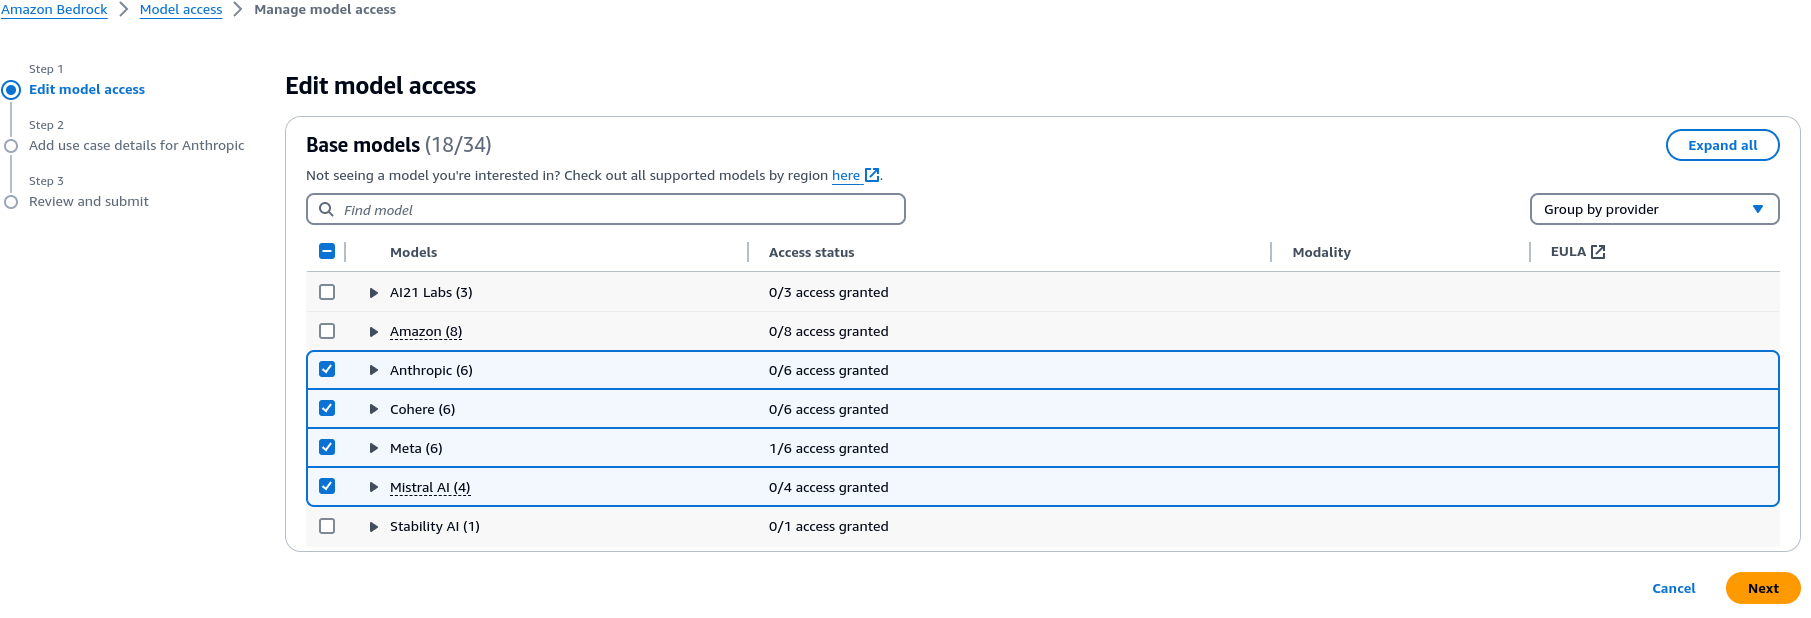 Amazon Bedrock > Model access > Manage model access
Step 1
Edit model access
Step 2
Add use case details for Anthropic
Step 3
Review and submit
Edit model access
Base models (18/34)
Expand all
Not seeing a model you're interested in? Check out all supported models by region here.
Find model
Group by provider
Models Access status Modality EULA
AI21 Labs (3) 0/3 access granted
Amazon (8) 0/8 access granted
Anthropic (6) 0/6 access granted
Cohere (6) 0/6 access granted
Meta (6) 1/6 access granted
Mistral AI (4) 0/4 access granted
Stability AI (1) 0/1 access granted
Cancel Next